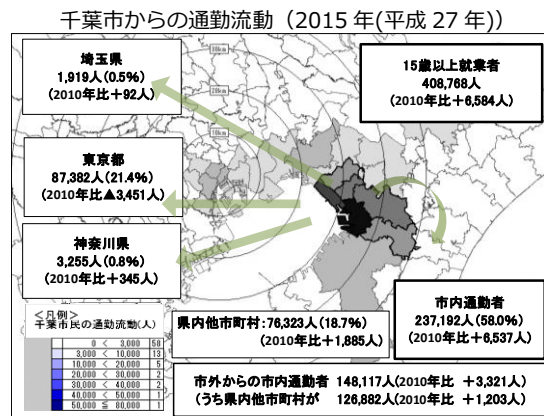 千葉市からの通勤流動（2015年(平成27年)）
埼玉県
1,919人(0.5%)
(2010年比＋92人)
15歳以上就業者
408,768人
(2010年比＋6,584人)
東京都
87,382人(21.4%)
(2010年比▲3,451人)
神奈川県
3,255人(0.8%)
(2010年比＋345人)
30km
20km
10km
市内通勤者
237,192人(58.0%)
(2010年比＋6,537人)
県内他市町村：76,323人(18.7%)
(2010年比＋1,885人)
市外からの市内通勤者 148,117人(2010年比 ＋3,321人)
(うち県内他市町村が 126,882人(2010年比 ＋1,203人)
＜凡例＞
千葉市民の通勤流動(人)
0 ＜ 3,000 58
3,000 ＜ 10,000 13
10,000 ＜ 20,000 5
20,000 ＜ 30,000 2
30,000 ＜ 40,000 1
40,000 ＜ 50,000 2
50,000 ≦ 80,000 1